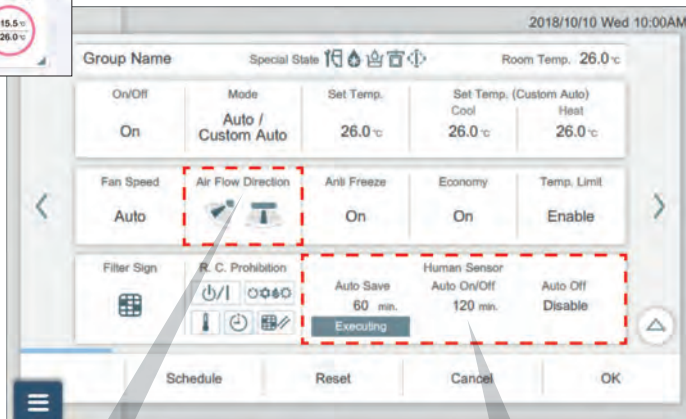 2018/10/10 Wed 10:00AM
15.5 ℃
26.0 ℃
Group Name Special State Room Temp. 26.0 ℃
On/Off Mode Set Temp. Set Temp. (Custom Auto)
Cool Heat
On Auto / Custom Auto 26.0 ℃ 26.0 ℃ 26.0 ℃
Fan Speed Air Flow Direction Anti Freeze Economy Temp. Limit
Auto On On Enable
Filter Sign R. C. Prohibition Human Sensor
Auto Save Auto On/Off Auto Off
60 min. 120 min. Disable
Executing
Schedule Reset Cancel OK